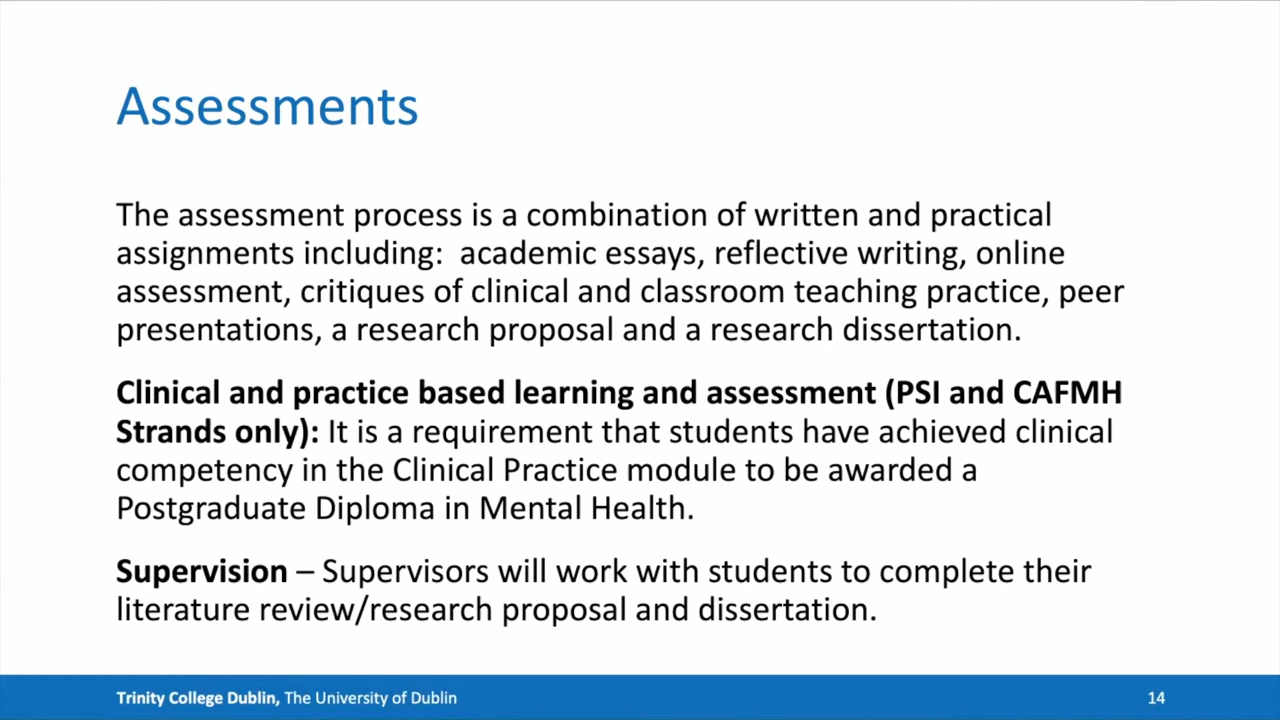 Assessments
The assessment process is a combination of written and practical
assignments including:  academic essays, reflective writing, online
assessment, critiques of clinical and classroom teaching practice, peer
presentations, a research proposal and a research dissertation.
Clinical and practice based learning and assessment (PSI and CAFMH
Strands only): It is a requirement that students have achieved clinical
competency in the Clinical Practice module to be awarded a
Postgraduate Diploma in Mental Health.
Supervision – Supervisors will work with students to complete their
literature review/research proposal and dissertation.
Trinity College Dublin, The University of Dublin
14